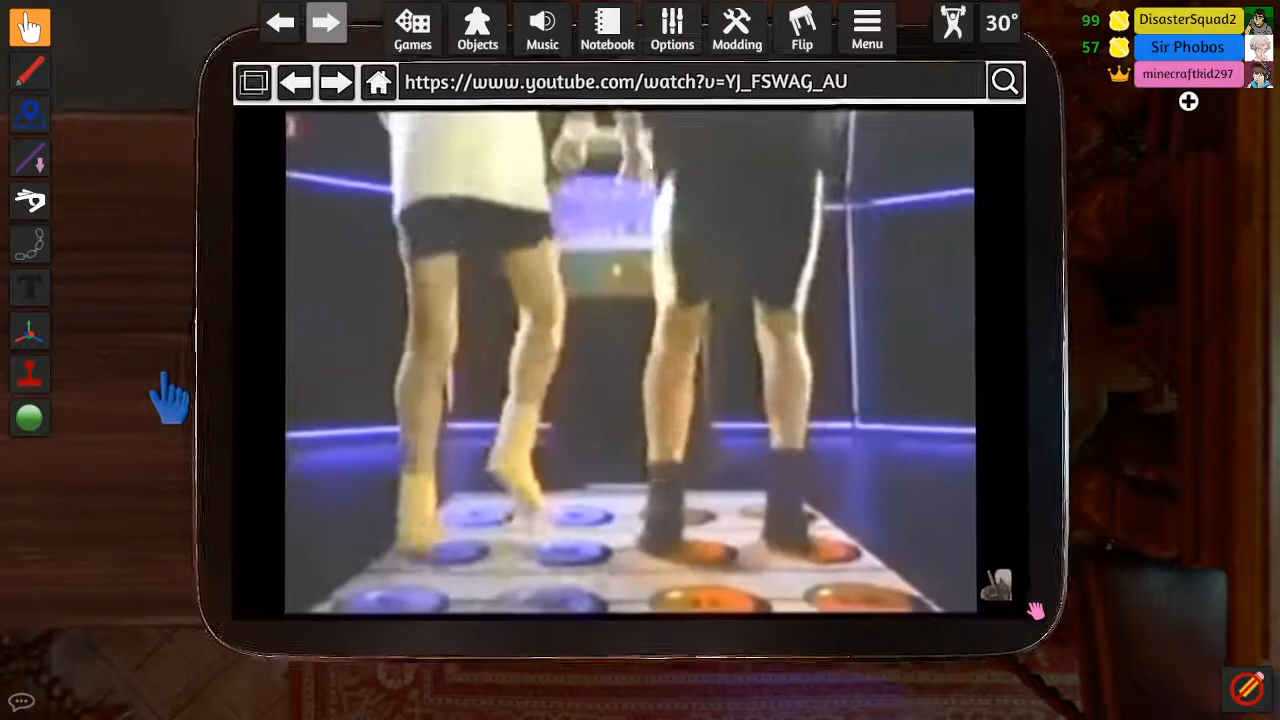 Games
Objects
Music
Notebook
Options
Modding
Flip
Menu
30°
99 DisasterSquad2
57 Sir Phobos
minecraftkid297
https://www.youtube.com/watch?v=YJ_FSWAG_AU
T